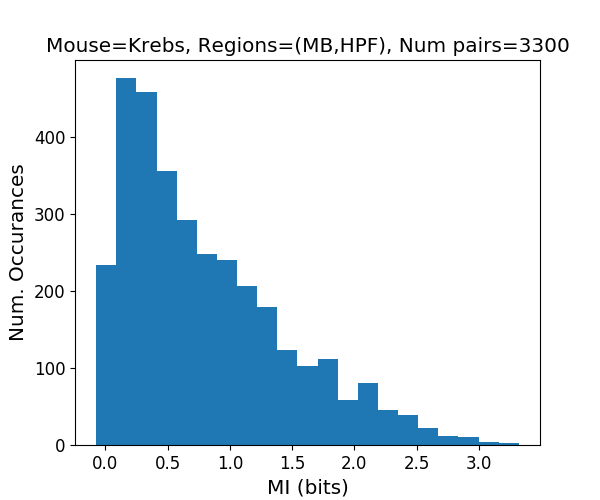 Mouse=Krebs, Regions=(MB,HPF), Num pairs=3300
Num. Occurances
400
300
200
100
0
0.0 0.5 1.0 1.5 2.0 2.5 3.0
MI (bits)